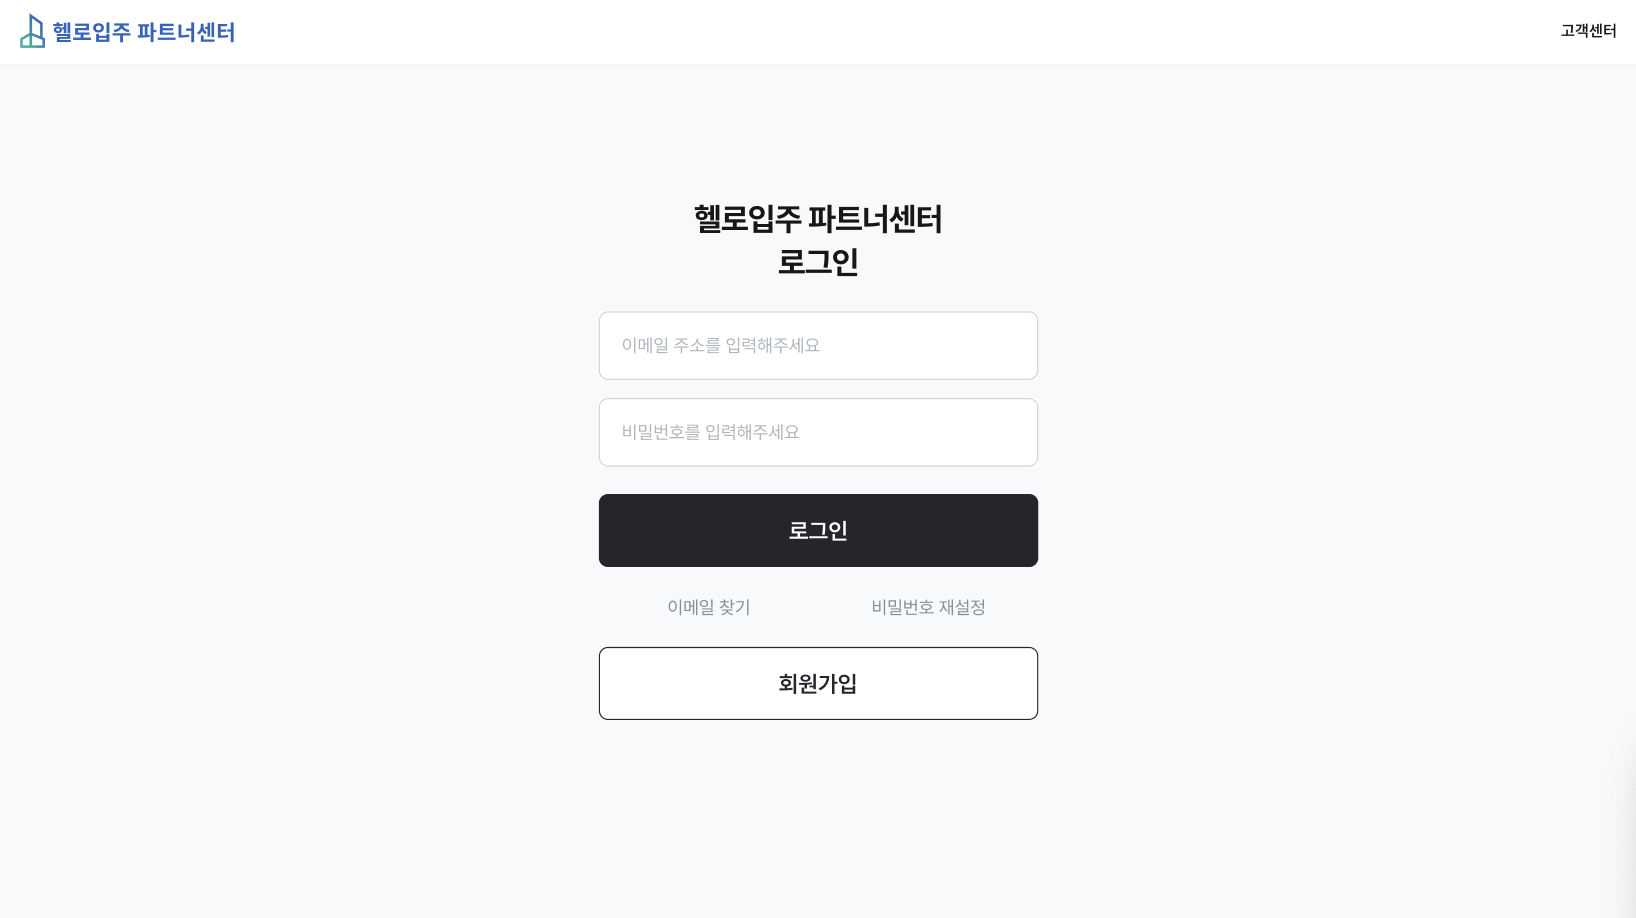 헬로입주 파트너센터
고객센터
헬로입주 파트너센터
로그인
이메일 주소를 입력해주세요
비밀번호를 입력해주세요
로그인
이메일 찾기
비밀번호 재설정
회원가입